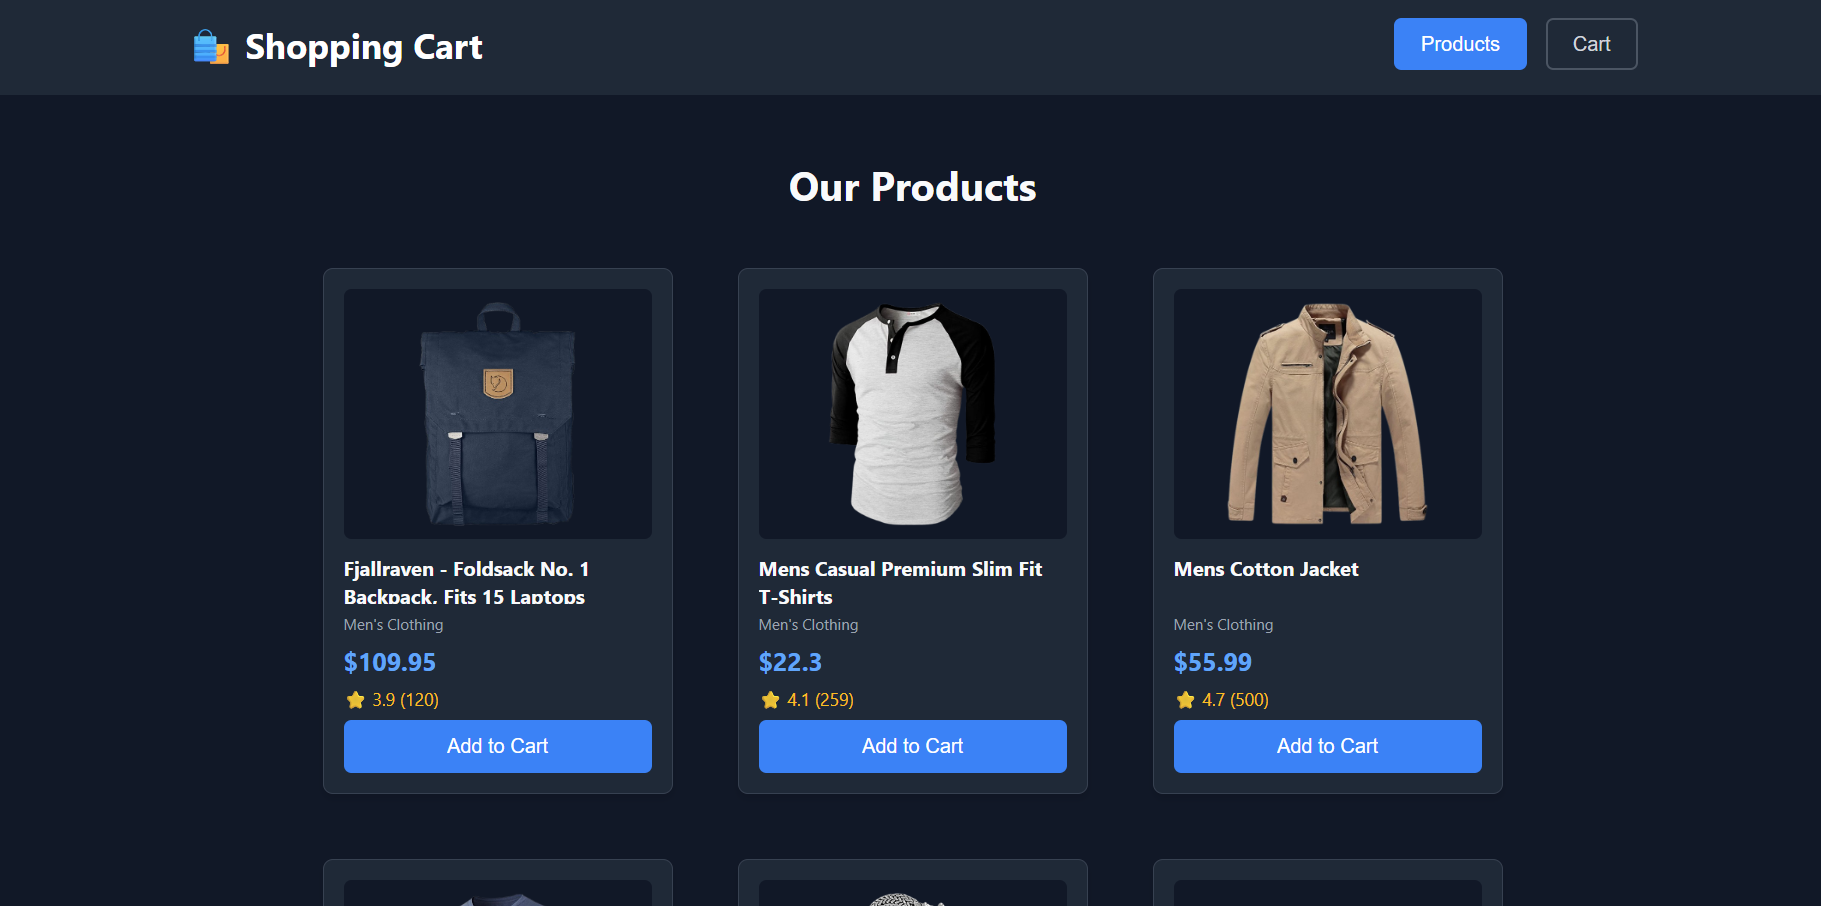 Shopping Cart
Products
Cart
Our Products
Fjallraven - Foldsack No. 1
Backpack, Fits 15 Laptops
Men's Clothing
$109.95
3.9 (120)
Add to Cart
Mens Casual Premium Slim Fit
T-Shirts
Men's Clothing
$22.3
4.1 (259)
Add to Cart
Mens Cotton Jacket
Men's Clothing
$55.99
4.7 (500)
Add to Cart